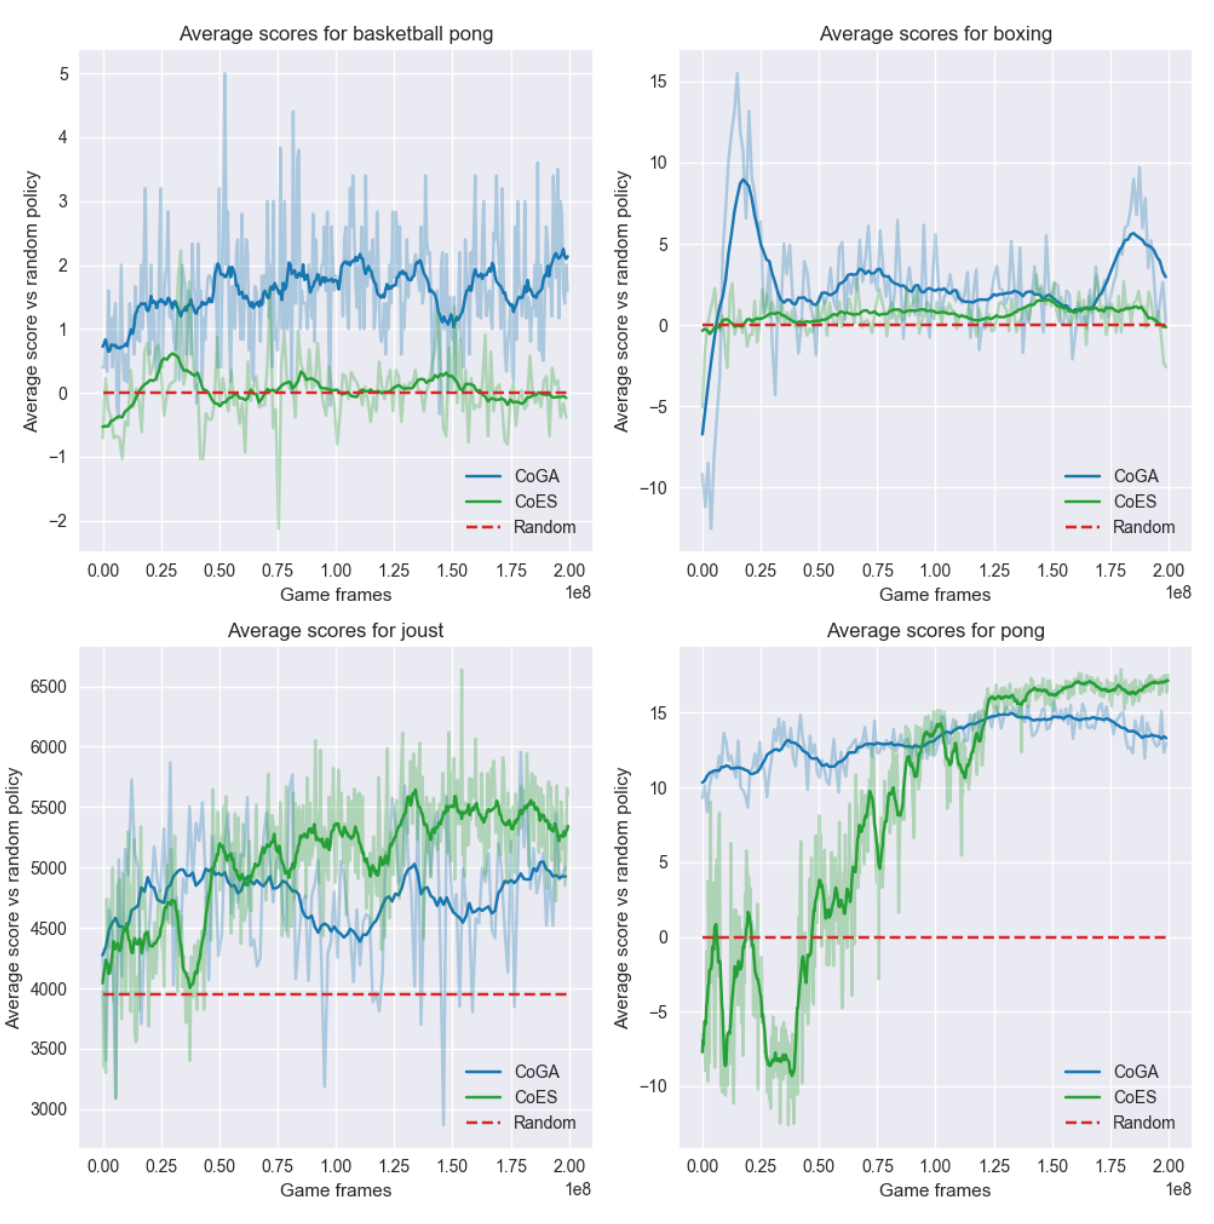 Average scores for basketball pong
Average score vs random policy
5
4
3
2
1
0
−1
−2
CoGA
CoES
Random
0.00 0.25 0.50 0.75 1.00 1.25 1.50 1.75 2.00
1e8
Game frames
Average scores for boxing
Average score vs random policy
15
10
5
0
−5
−10
CoGA
CoES
Random
0.00 0.25 0.50 0.75 1.00 1.25 1.50 1.75 2.00
1e8
Game frames
Average scores for joust
Average score vs random policy
6500
6000
5500
5000
4500
4000
3500
3000
CoGA
CoES
Random
0.00 0.25 0.50 0.75 1.00 1.25 1.50 1.75 2.00
1e8
Game frames
Average scores for pong
Average score vs random policy
15
10
5
0
−5
−10
CoGA
CoES
Random
0.00 0.25 0.50 0.75 1.00 1.25 1.50 1.75 2.00
1e8
Game frames